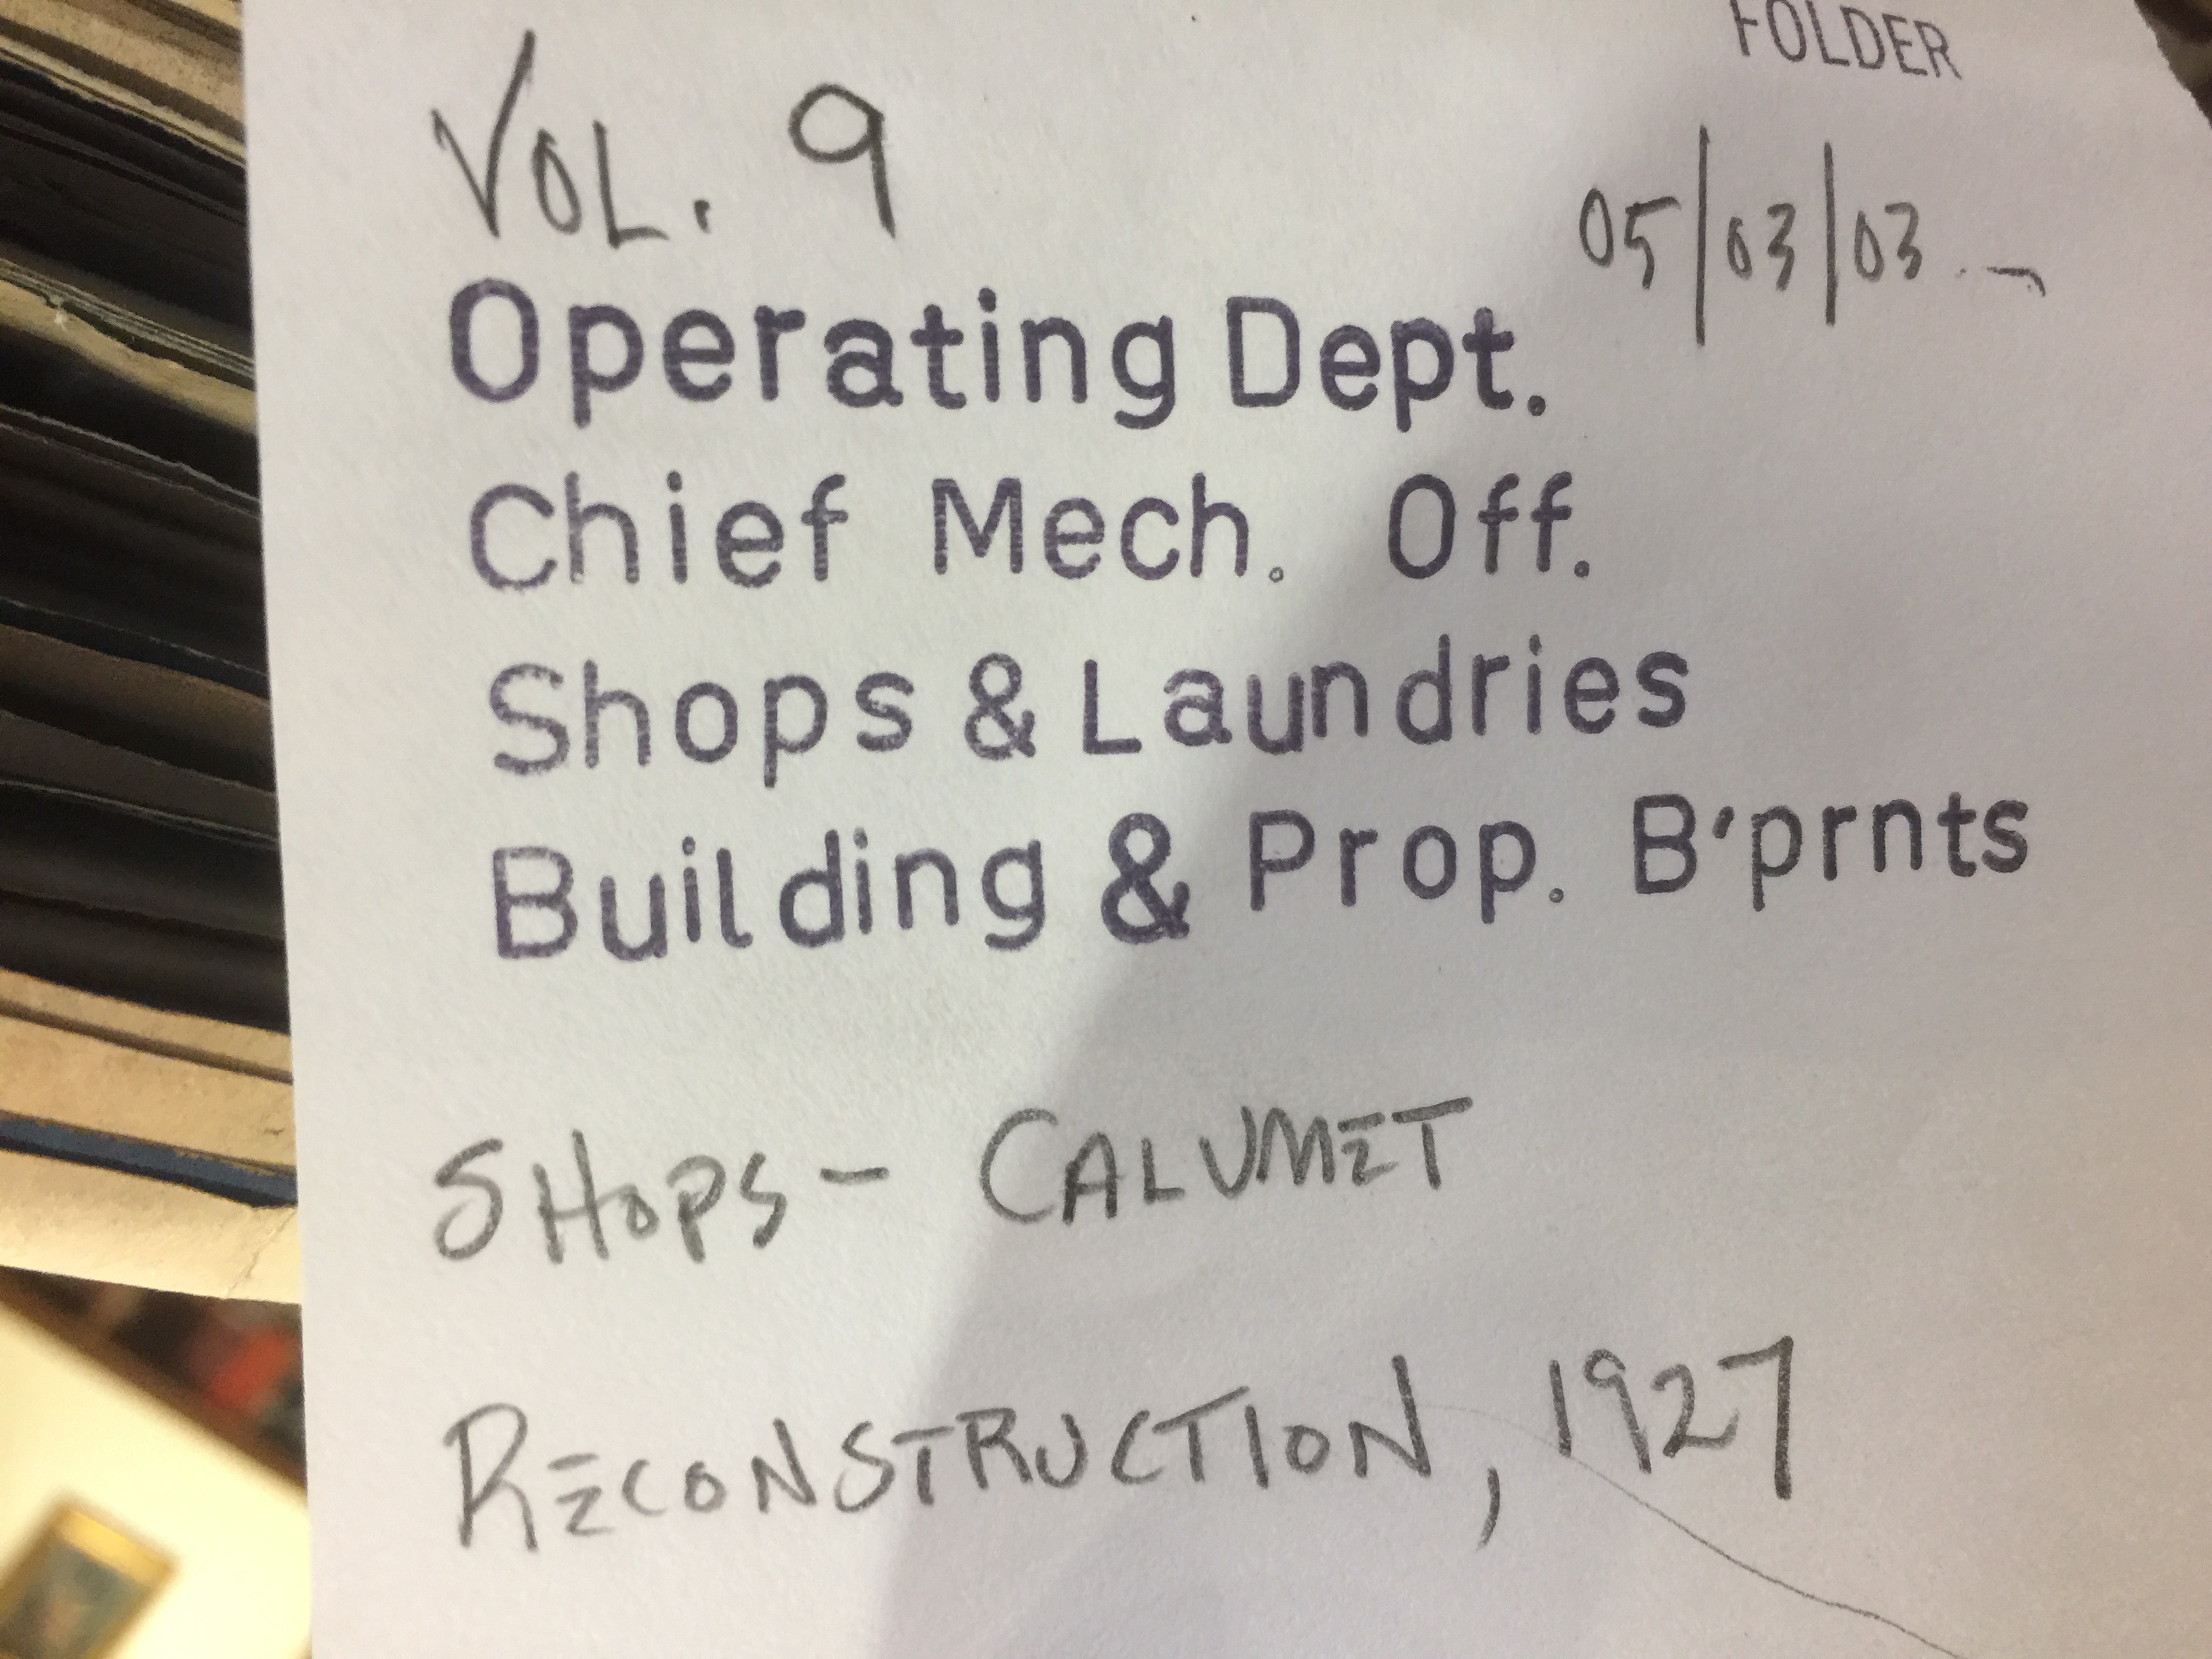 FOLDER
VOL. 9
05/03/03
Operating Dept.
Chief Mech. Off.
Shops & Laundries
Building & Prop. B'prnts
SHOPS - CALUMET
RECONSTRUCTION, 1927